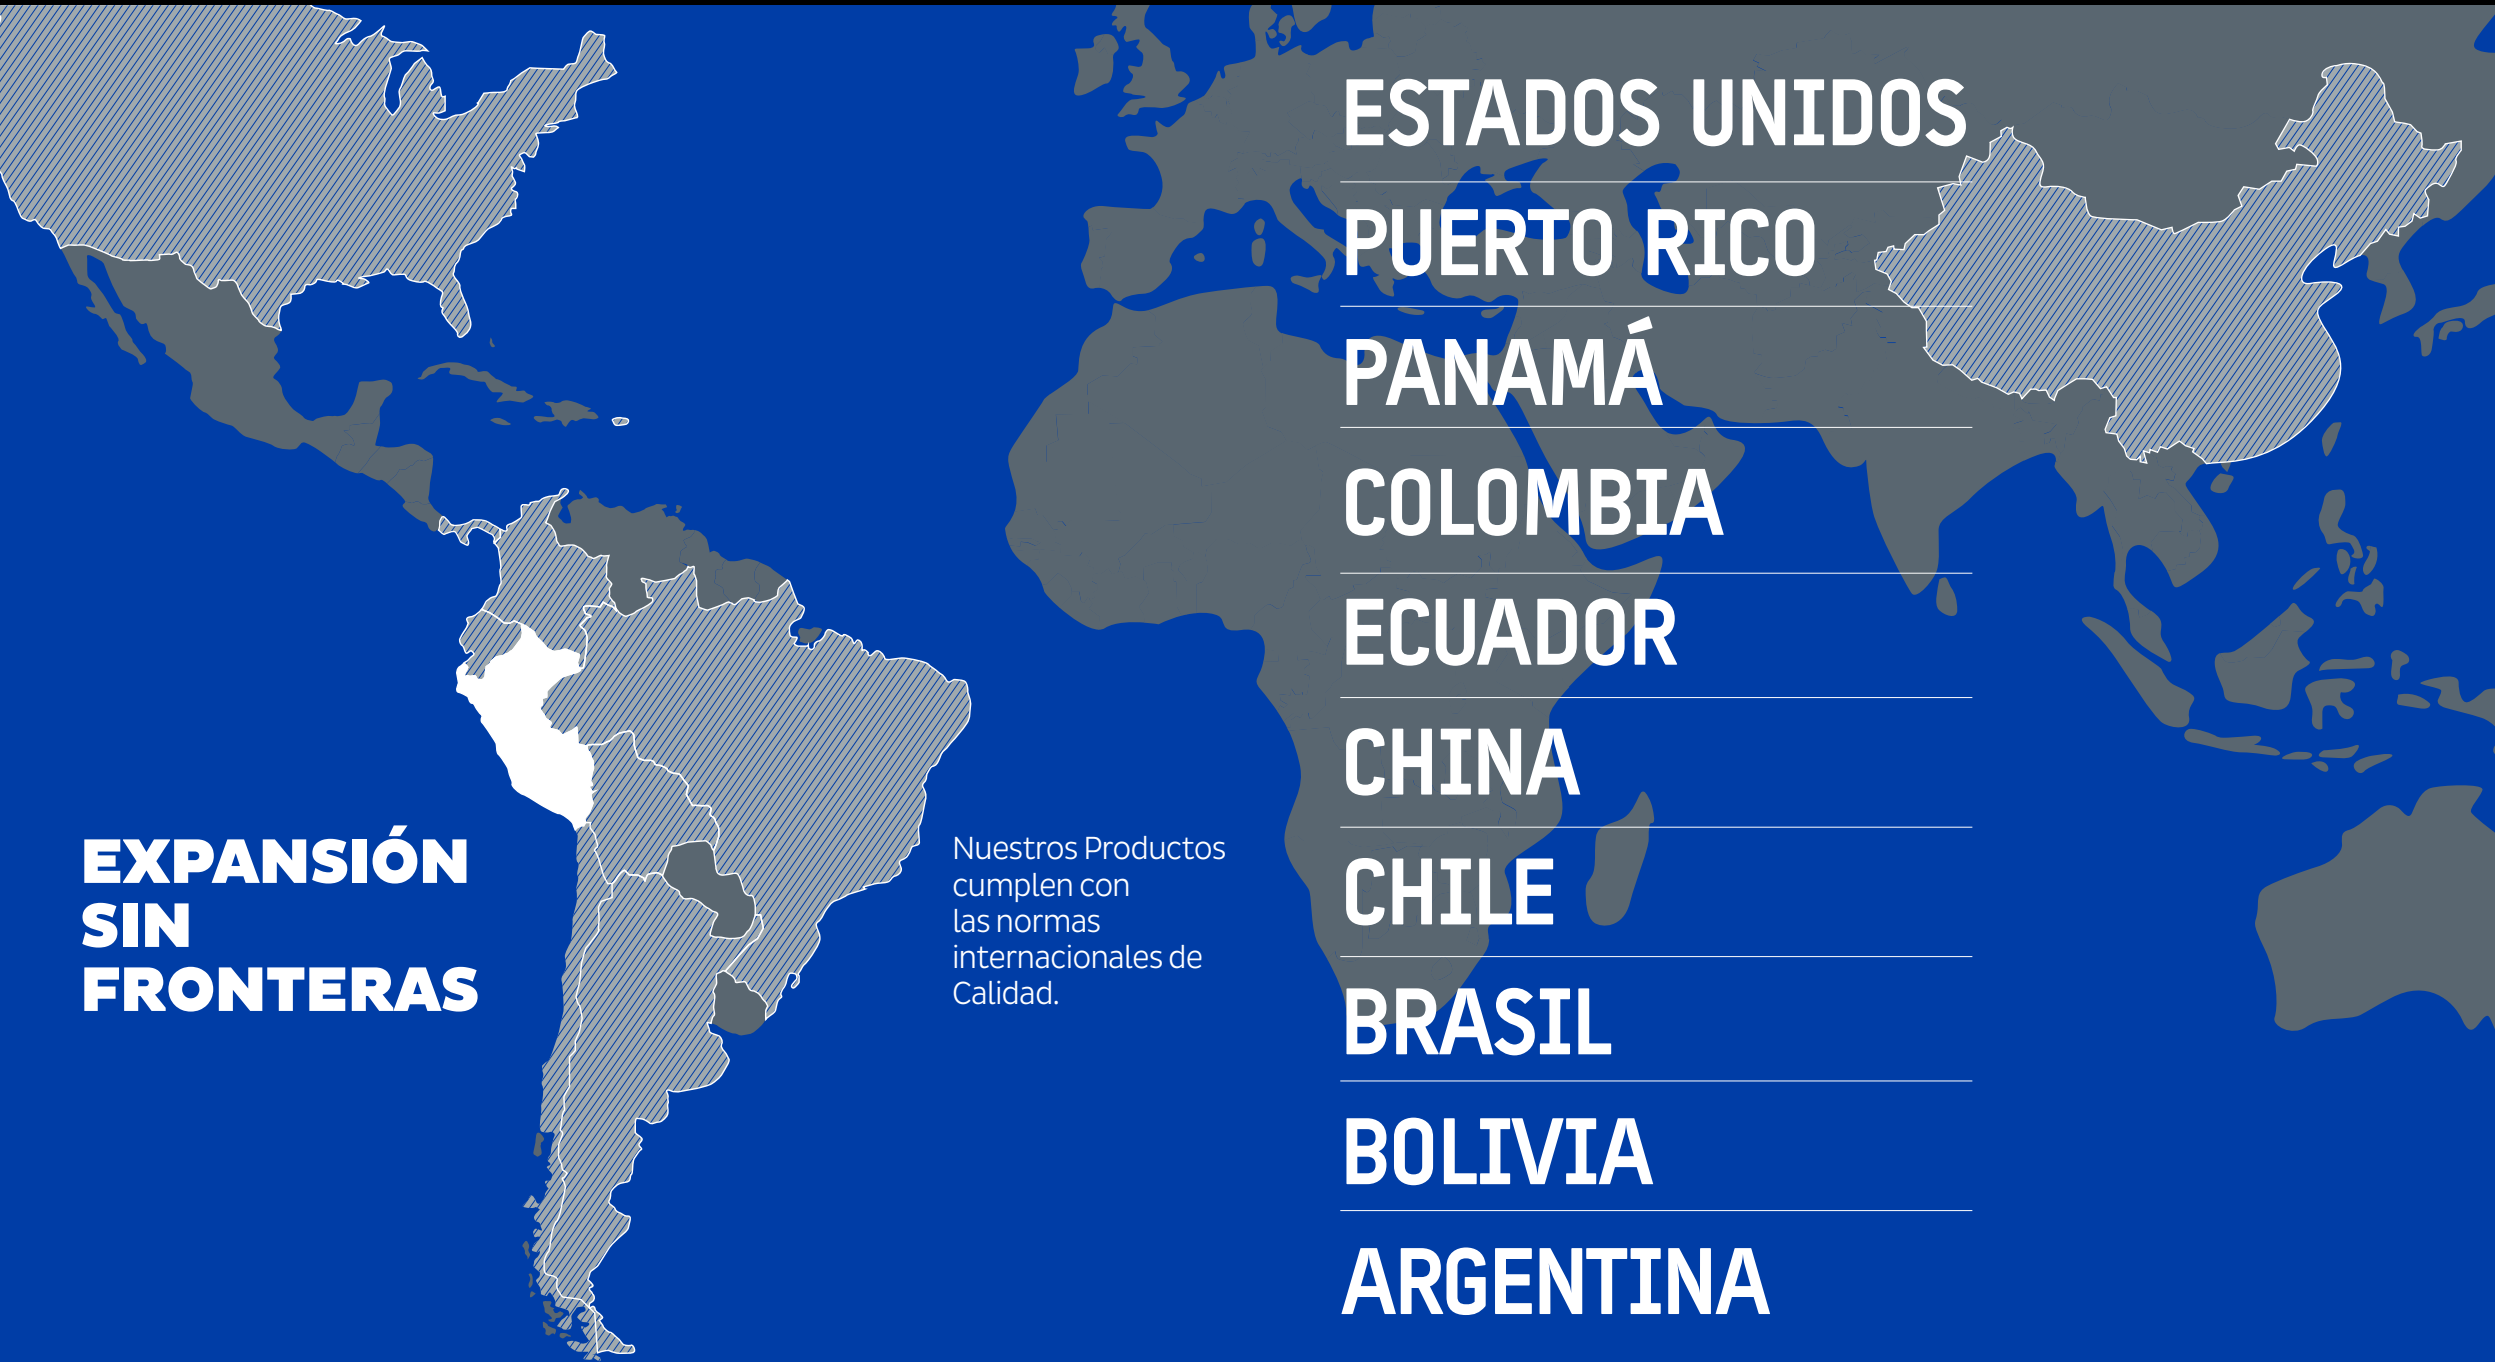 EXPANSIÓN
SIN
FRONTERAS
Nuestros Productos
cumplen con
las normas
internacionales de
Calidad.
ESTADOS UNIDOS
PUERTO RICO
PANAMÁ
COLOMBIA
ECUADOR
CHINA
CHILE
BRASIL
BOLIVIA
ARGENTINA